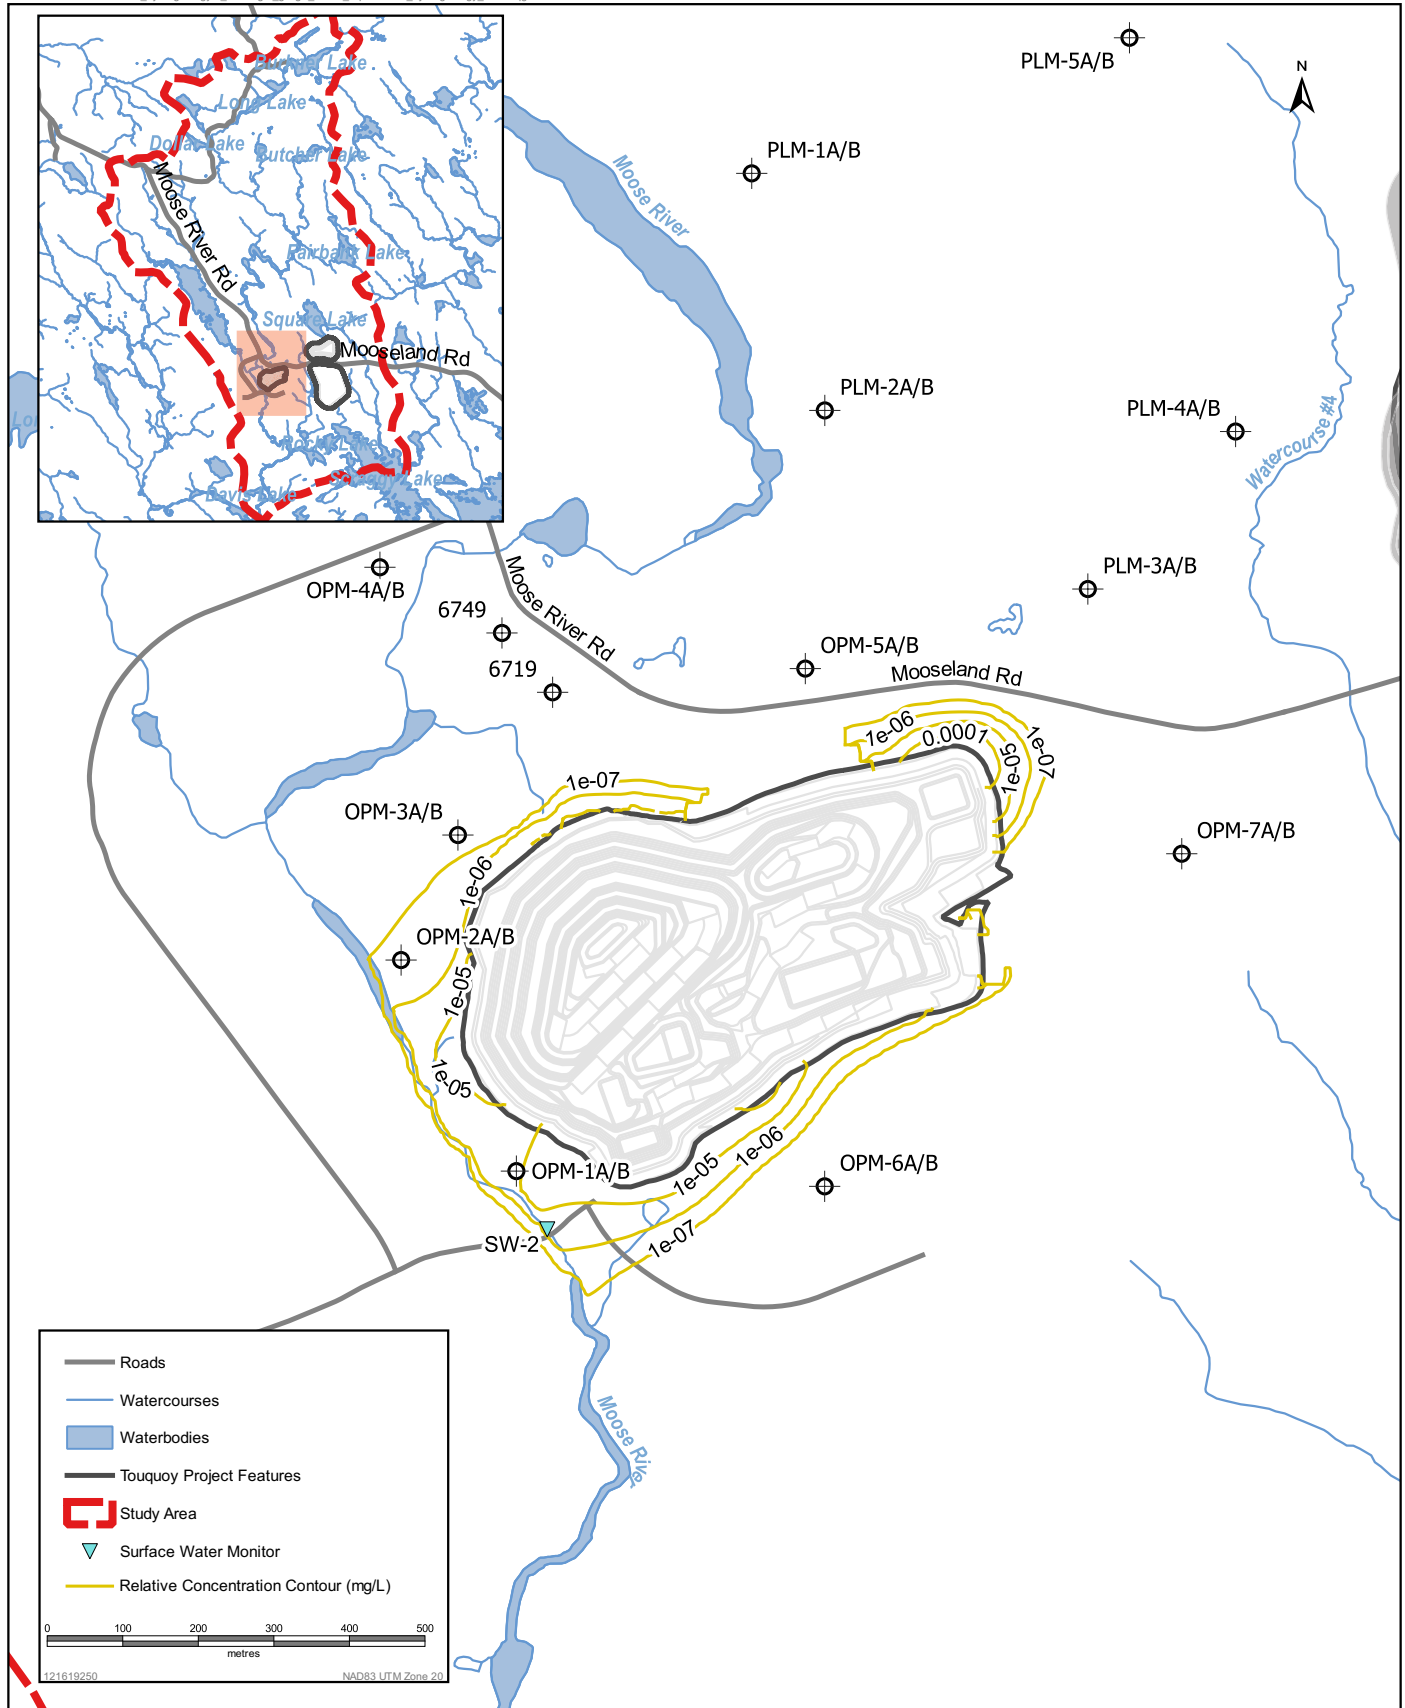 N
PLM-5A/B
PLM-1A/B
Moose River
PLM-2A/B
PLM-4A/B
Watercourse #4
PLM-3A/B
Long Lake
Dollar Lake
Butcher Lake
Moose River Rd
Fairbank Lake
Square Lake
Mooseland Rd
Rocky Lake
Scraggy Lake
Davis Lake
OPM-4A/B
6749
6719
Moose River Rd
OPM-5A/B
Mooseland Rd
1e-06
0.0001
1e-05
1e-07
1e-07
OPM-3A/B
OPM-7A/B
1e-06
OPM-2A/B
1e-05
1e-05
OPM-1A/B
1e-05
1e-06
OPM-6A/B
SW-2
1e-07
Moose River
Roads
Watercourses
Waterbodies
Touquoy Project Features
Study Area
Surface Water Monitor
Relative Concentration Contour (mg/L)
0 100 200 300 400 500
metres
121619250 NAD83 UTM Zone 20